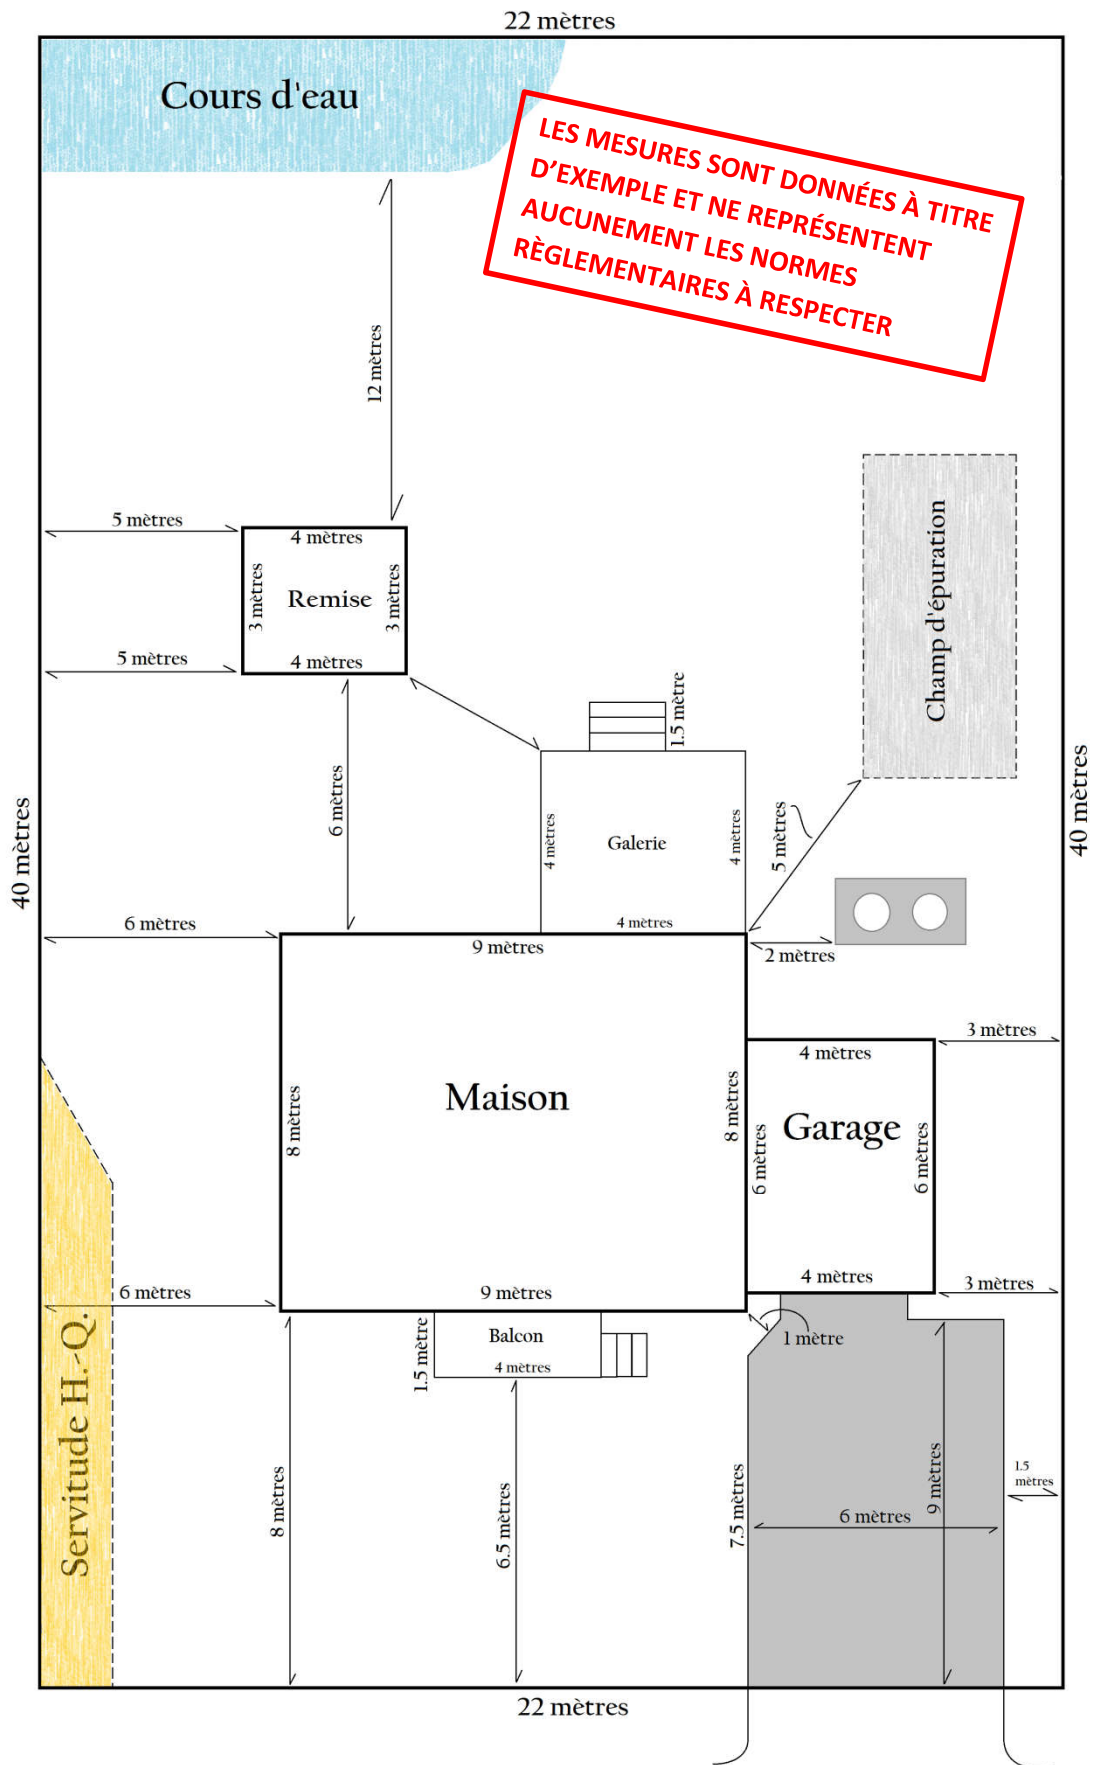 22 mètres
Cours d'eau
LES MESURES SONT DONNÉES À TITRE
D'EXEMPLE ET NE REPRÉSENTENT
AUCUNEMENT LES NORMES
RÈGLEMENTAIRES À RESPECTER
12 mètres
5 mètres
4 mètres
3 mètres
Remise
3 mètres
5 mètres
4 mètres
Champ d'épuration
1.5 mètre
6 mètres
4 mètres
Galerie
4 mètres
5 mètres
40 mètres
40 mètres
4 mètres
6 mètres
9 mètres
2 mètres
3 mètres
4 mètres
8 mètres
Maison
8 mètres
6 mètres
Garage
6 mètres
6 mètres
9 mètres
4 mètres
3 mètres
Servitude H.-Q.
1.5 mètre
Balcon
4 mètres
1 mètre
8 mètres
6.5 mètres
7.5 mètres
6 mètres
9 mètres
1.5
mètres
22 mètres